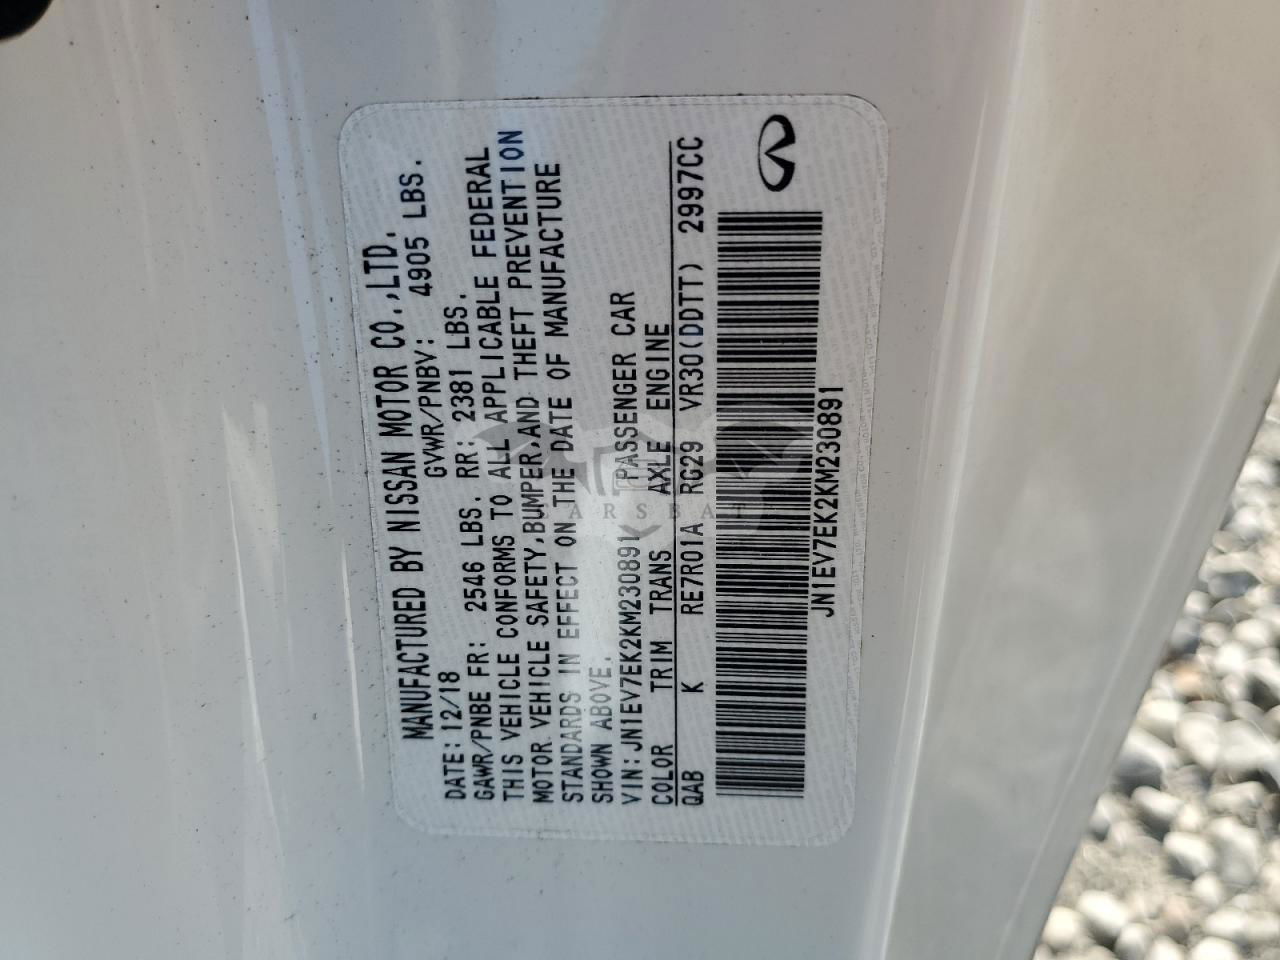 MANUFACTURED BY NISSAN MOTOR CO.,LTD.
DATE: 12/18 GVWR/PNBV: 4905 LBS.
GAWR/PNBE FR: 2546 LBS. RR: 2381 LBS.
THIS VEHICLE CONFORMS TO ALL APPLICABLE FEDERAL
MOTOR VEHICLE SAFETY,BUMPER,AND THEFT PREVENTION
STANDARDS IN EFFECT ON THE DATE OF MANUFACTURE
SHOWN ABOVE.
VIN:JN1EV7EK2KM230891 PASSENGER CAR
COLOR TRIM TRANS AXLE ENGINE
QAB K RE7R01A RG29 VR30(DDTT) 2997CC
JN1EV7EK2KM230891
CARSBAT